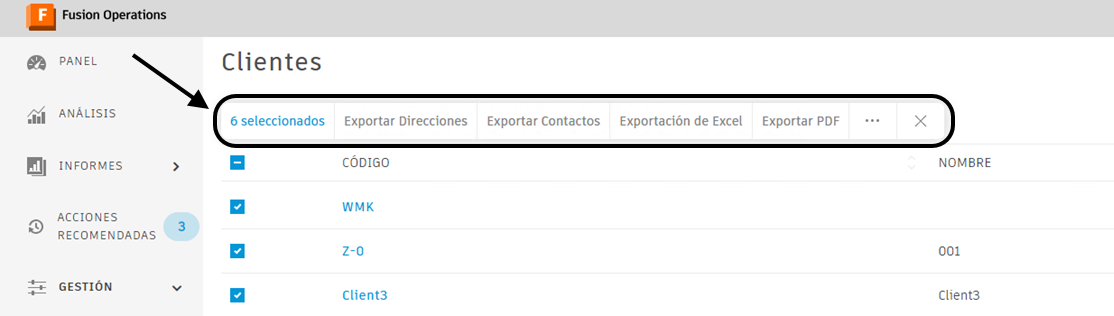 F Fusion Operations
PANEL
ANÁLISIS
INFORMES
ACCIONES
RECOMENDADAS
3
GESTIÓN
Clientes
6 seleccionados Exportar Direcciones Exportar Contactos Exportación de Excel Exportar PDF ...
CÓDIGO NOMBRE
WMK
Z-0 001
Client3 Client3